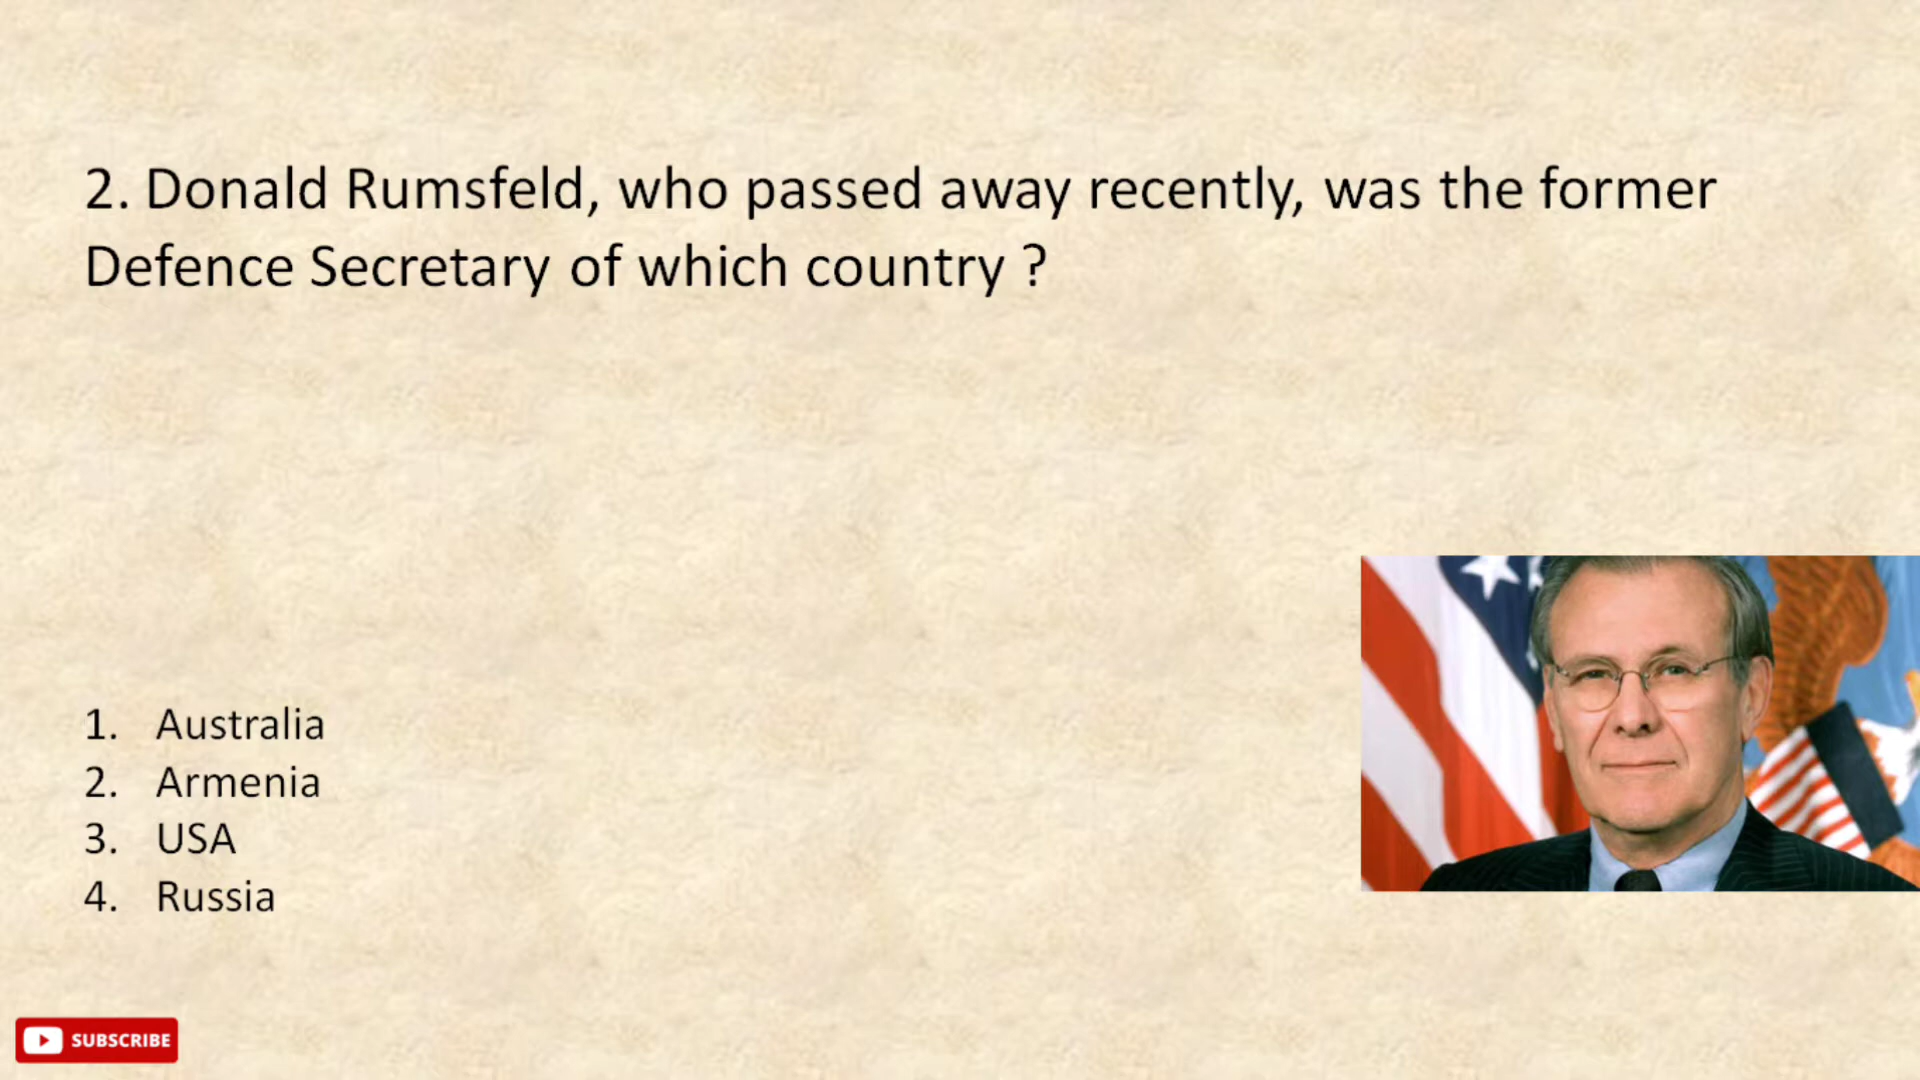 2. Donald Rumsfeld, who passed away recently, was the former
Defence Secretary of which country ?
1. Australia
2. Armenia
3. USA
4. Russia
SUBSCRIBE